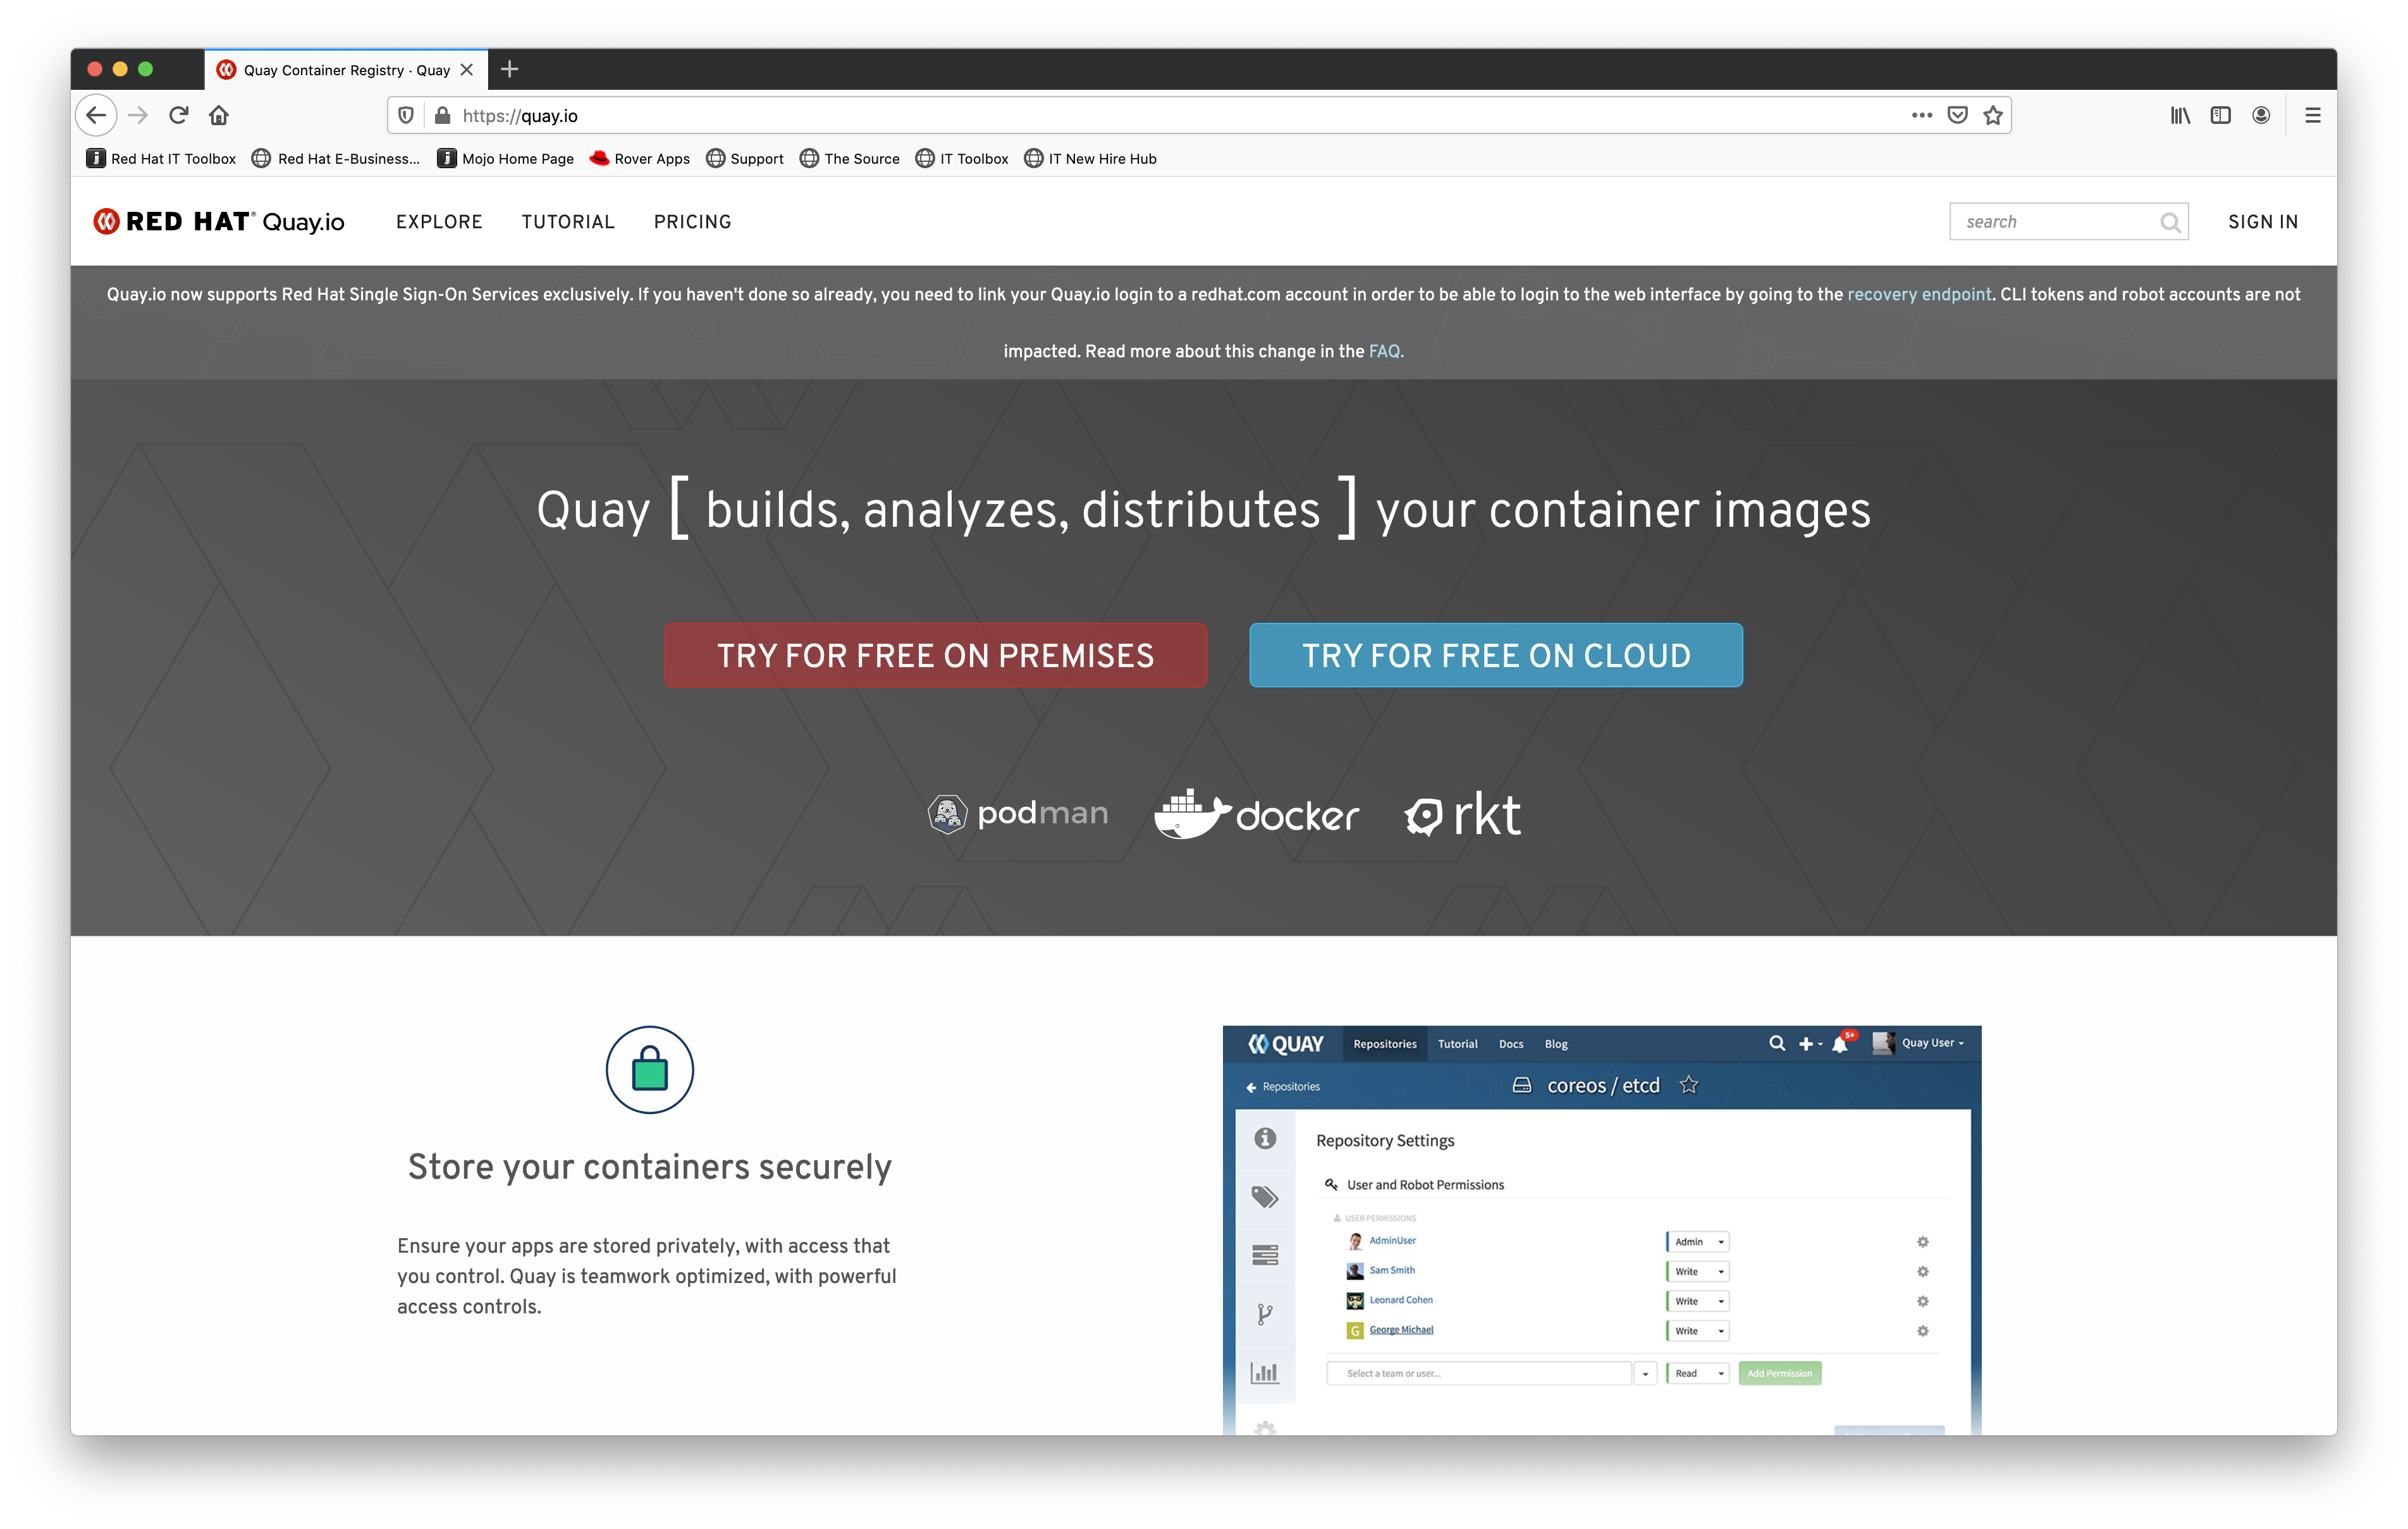 Quay Container Registry · Quay
https://quay.io
Red Hat IT Toolbox Red Hat E-Business... Mojo Home Page Rover Apps Support The Source IT Toolbox IT New Hire Hub
RED HAT® Quay.io EXPLORE TUTORIAL PRICING search SIGN IN
Quay.io now supports Red Hat Single Sign-On Services exclusively. If you haven't done so already, you need to link your Quay.io login to a redhat.com account in order to be able to login to the web interface by going to the recovery endpoint. CLI tokens and robot accounts are not
impacted. Read more about this change in the FAQ.
Quay [ builds, analyzes, distributes ] your container images
TRY FOR FREE ON PREMISES TRY FOR FREE ON CLOUD
podman docker rkt
Store your containers securely
Ensure your apps are stored privately, with access that
you control. Quay is teamwork optimized, with powerful
access controls.
QUAY Repositories Tutorial Docs Blog 5+ Quay User
Repositories coreos / etcd
Repository Settings
User and Robot Permissions
USER PERMISSIONS
AdminUser Admin
Sam Smith Write
Leonard Cohen Write
G George Michael Write
Select a team or user... Read Add Permission